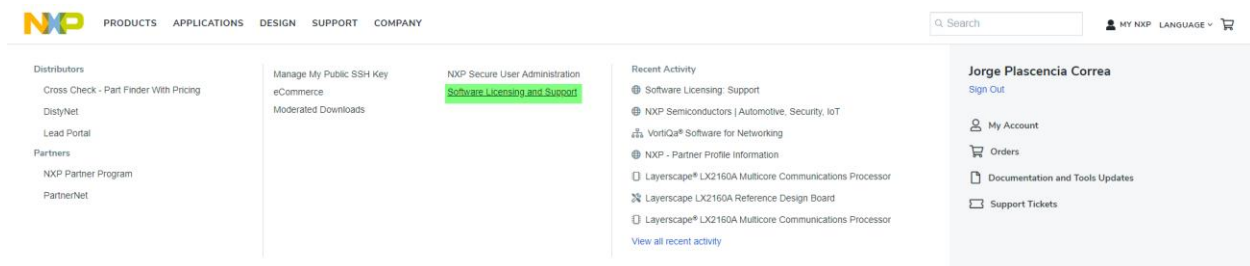 NXP PRODUCTS APPLICATIONS DESIGN SUPPORT COMPANY Search MY NXP LANGUAGE
Distributors
Cross Check - Part Finder With Pricing
DistyNet
Lead Portal
Partners
NXP Partner Program
PartnerNet
Manage My Public SSH Key
eCommerce
Moderated Downloads
NXP Secure User Administration
Software Licensing and Support
Recent Activity
Software Licensing: Support
NXP Semiconductors | Automotive, Security, IoT
VortiQa® Software for Networking
NXP - Partner Profile Information
Layerscape® LX2160A Multicore Communications Processor
Layerscape LX2160A Reference Design Board
Layerscape® LX2160A Multicore Communications Processor
View all recent activity
Jorge Plascencia Correa
Sign Out
My Account
Orders
Documentation and Tools Updates
Support Tickets